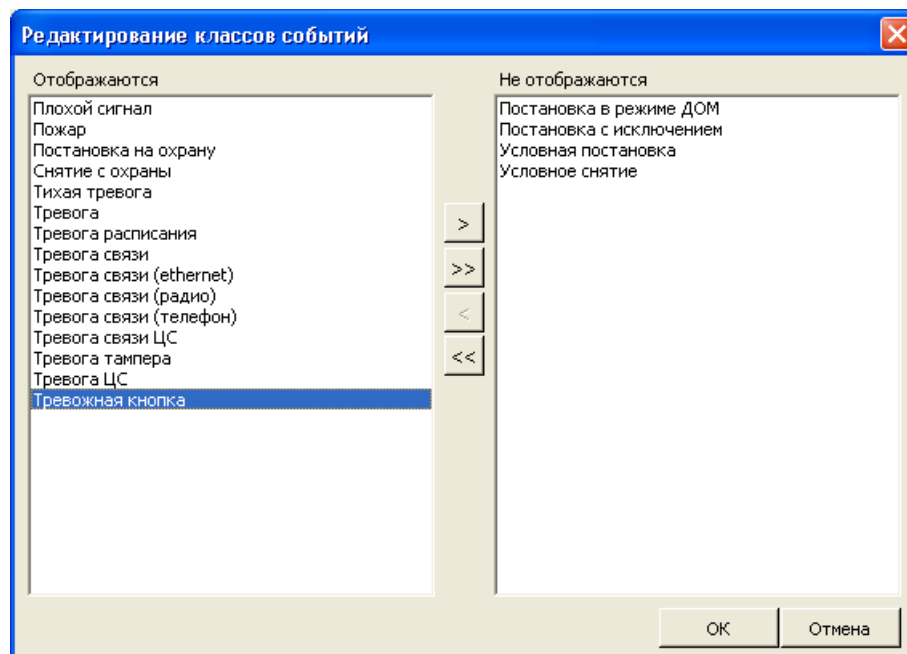 Редактирование классов событий
Отображаются
Плохой сигнал
Пожар
Постановка на охрану
Снятие с охраны
Тихая тревога
Тревога
Тревога расписания
Тревога связи
Тревога связи (ethernet)
Тревога связи (радио)
Тревога связи (телефон)
Тревога связи ЦС
Тревога тампера
Тревога ЦС
Тревожная кнопка
>
>>
<
<<
Не отображаются
Постановка в режиме ДОМ
Постановка с исключением
Условная постановка
Условное снятие
ОК
Отмена